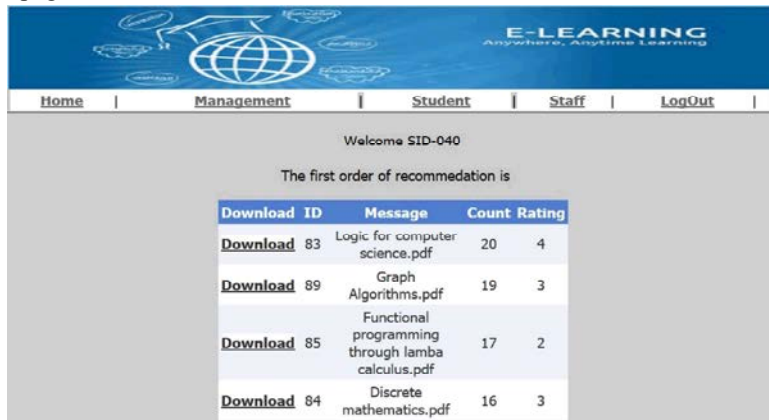 E-LEARNING
Anywhere, Anytime Learning
Home | Management | Student | Staff | LogOut |
Welcome SID-040
The first order of recommedation is
Download ID Message Count Rating
Download 83 Logic for computer science.pdf 20 4
Download 89 Graph Algorithms.pdf 19 3
Download 85 Functional programming through lamba calculus.pdf 17 2
Download 84 Discrete mathematics.pdf 16 3